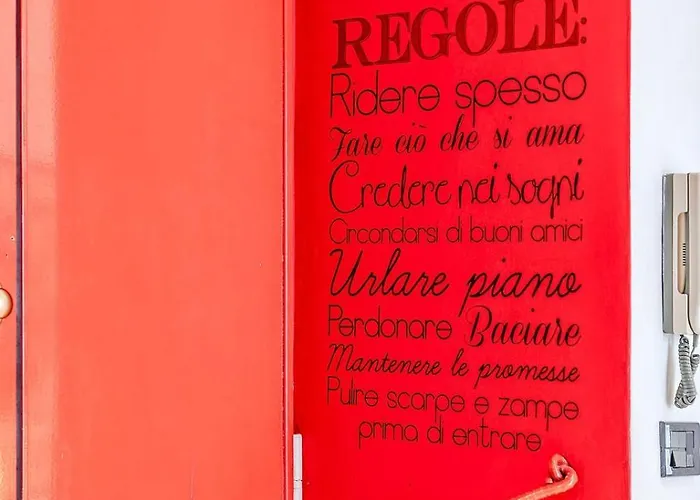 REGOLE:
Ridere spesso
Fare ciò che si ama
Credere nei sogni
Circondarsi di buoni amici
Urlare piano
Perdonare Baciare
Mantenere le promesse
Pulire scarpe e zampe
prima di entrare